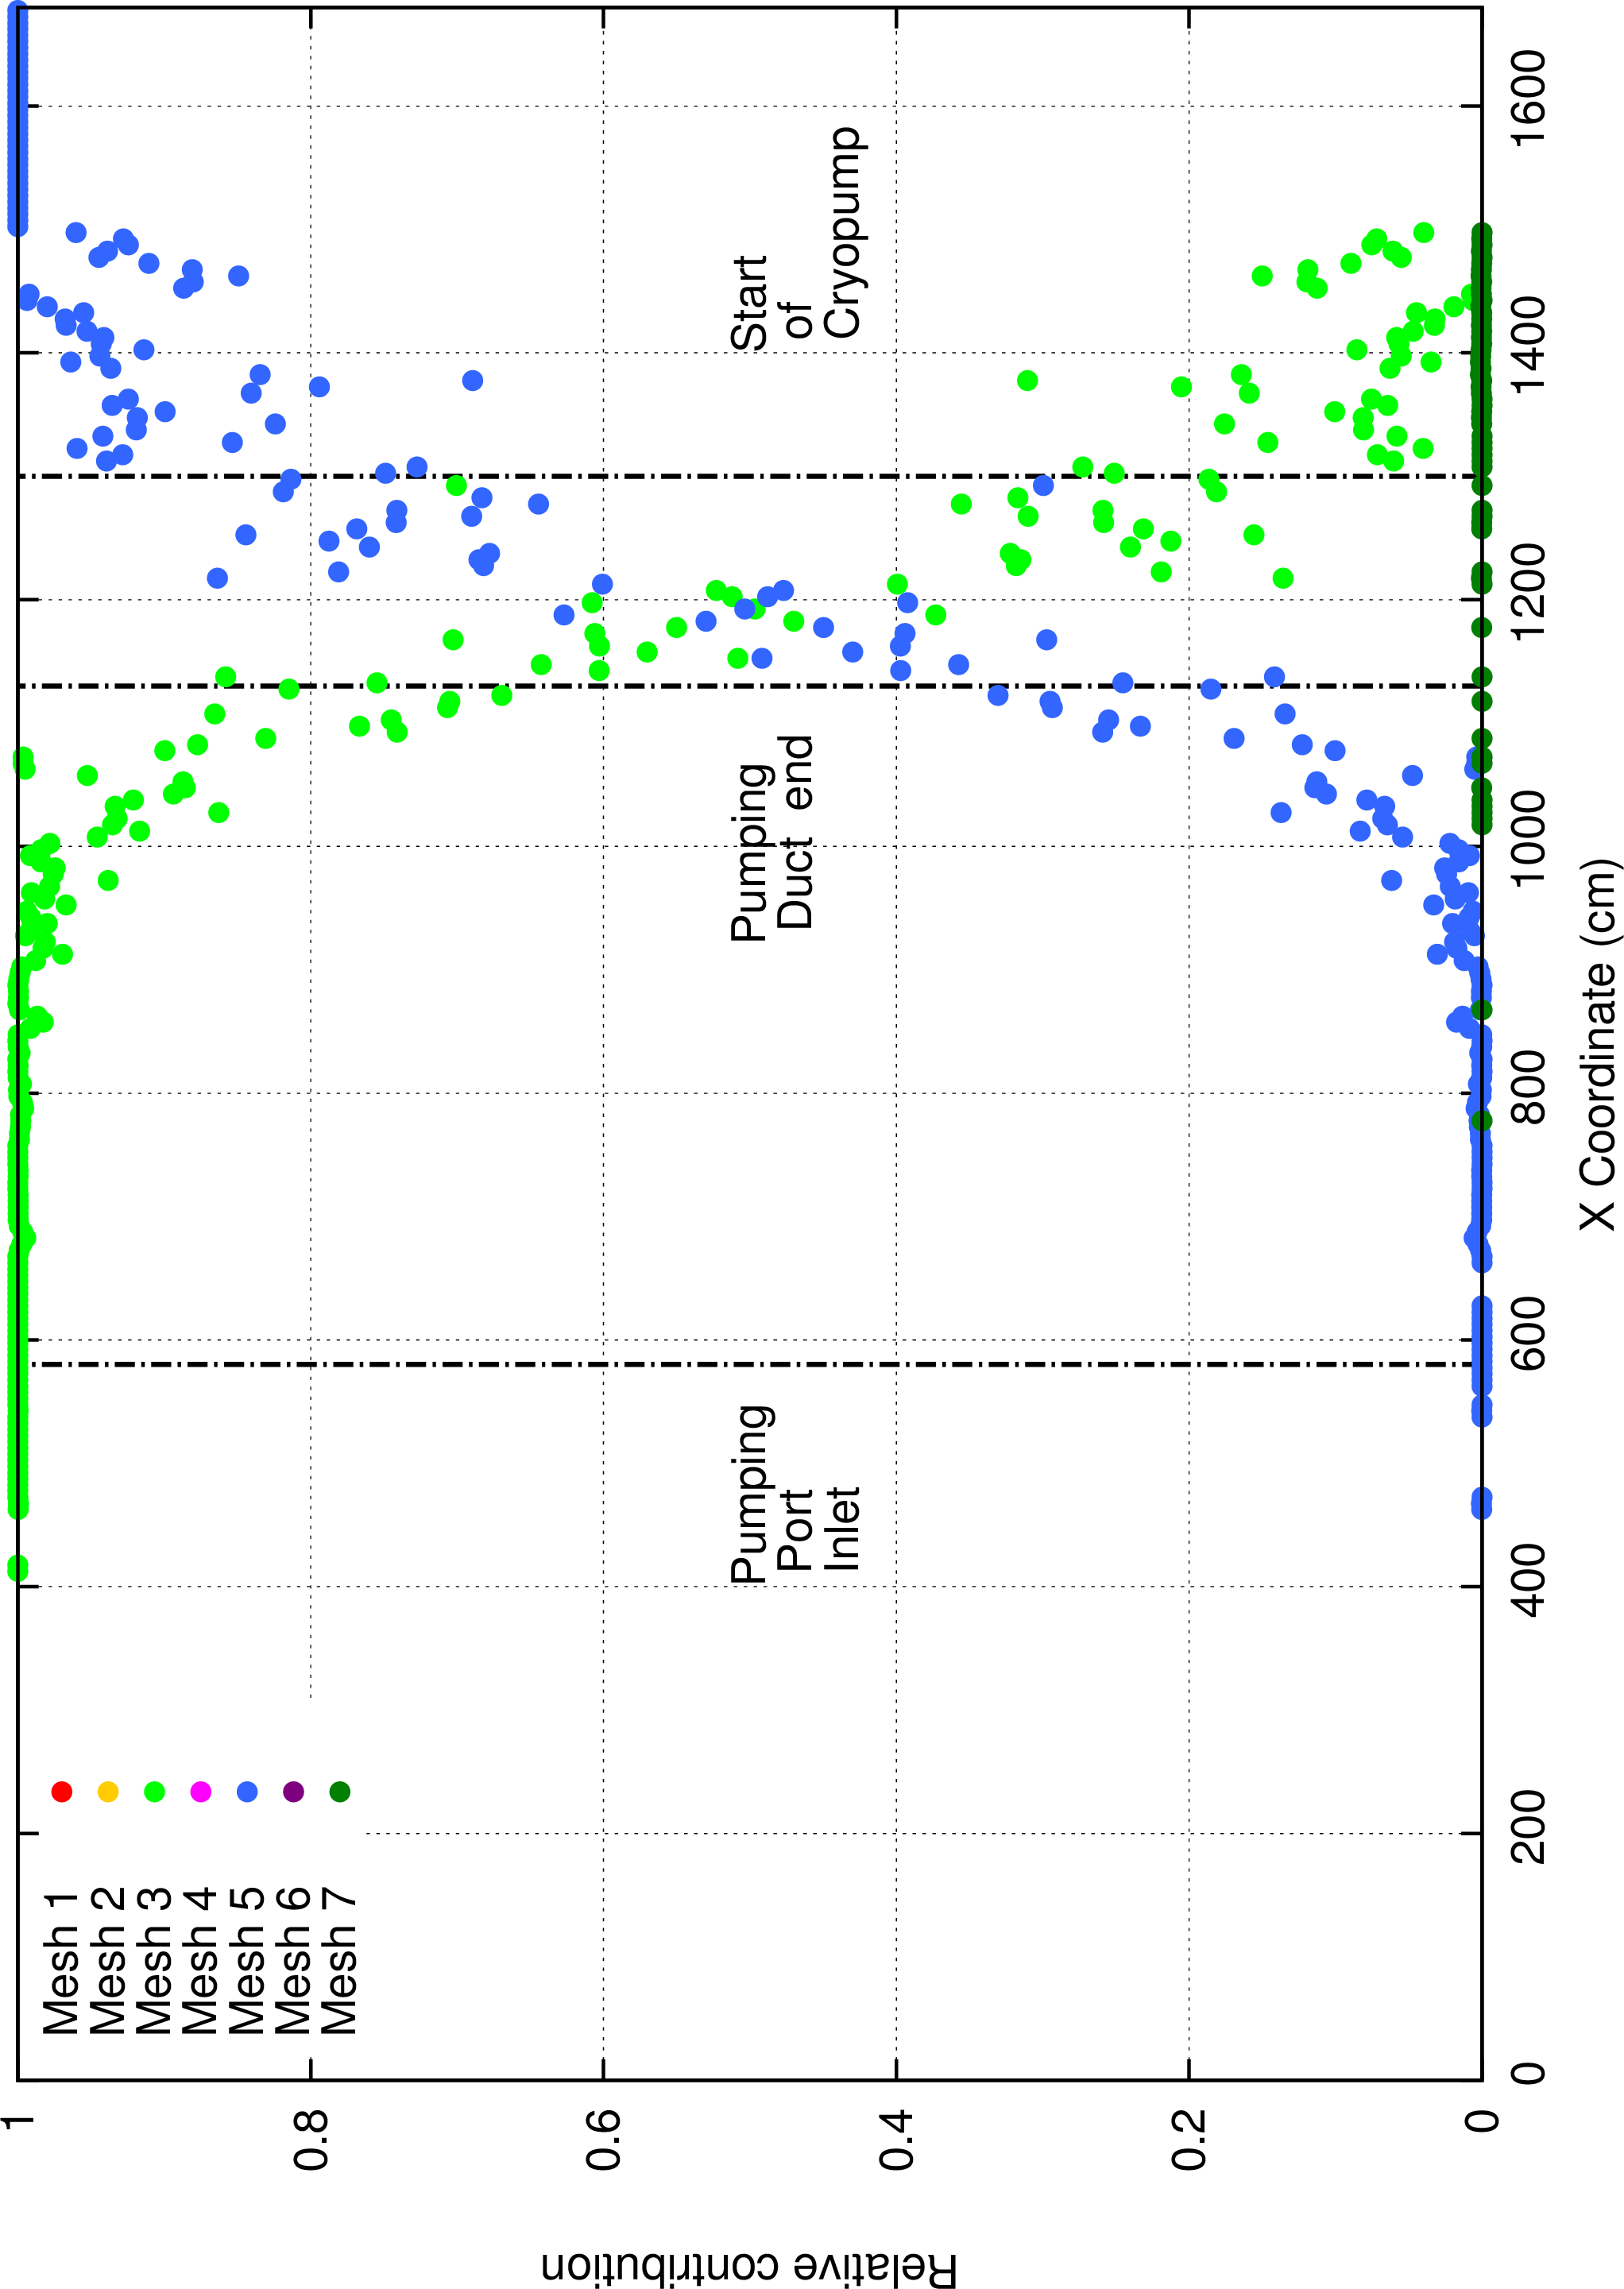 Relative contribution
1
0.8
0.6
0.4
0.2
0
0
200
400
600
800
1000
1200
1400
1600
X Coordinate (cm)
Mesh 1
Mesh 2
Mesh 3
Mesh 4
Mesh 5
Mesh 6
Mesh 7
Pumping
Port
Inlet
Pumping
Duct end
Start
of
Cryopump